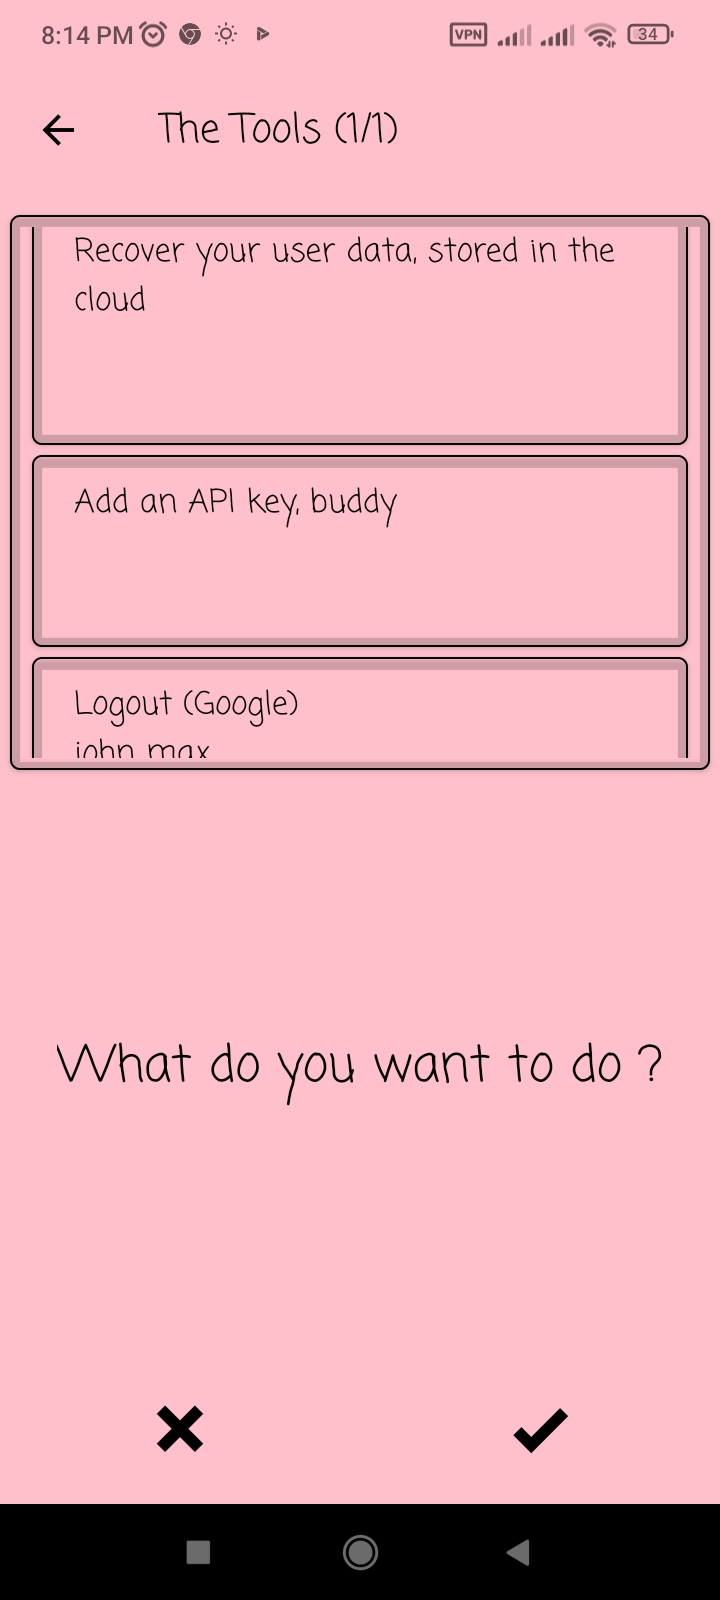 8:14 PM
VPN
34
The Tools (1/1)
Recover your user data, stored in the
cloud
Add an API key, buddy
Logout (Google)
john max
What do you want to do ?